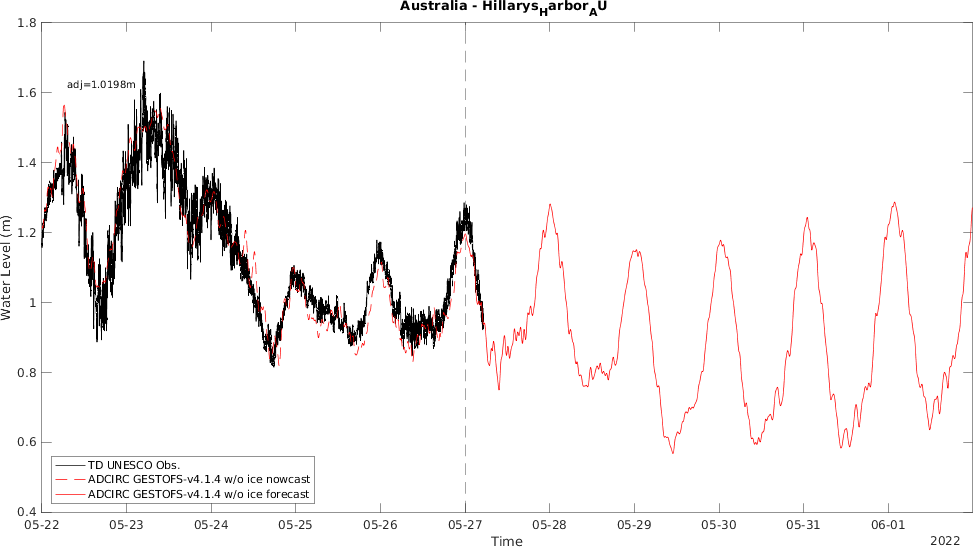 Australia - Hillarys_Harbor_AU
adj=1.0198m
Water Level (m)
1.8
1.6
1.4
1.2
1
0.8
0.6
0.4
TD UNESCO Obs.
ADCIRC GESTOFS-v4.1.4 w/o ice nowcast
ADCIRC GESTOFS-v4.1.4 w/o ice forecast
05-22 05-23 05-24 05-25 05-26 05-27 05-28 05-29 05-30 05-31 06-01
Time
2022